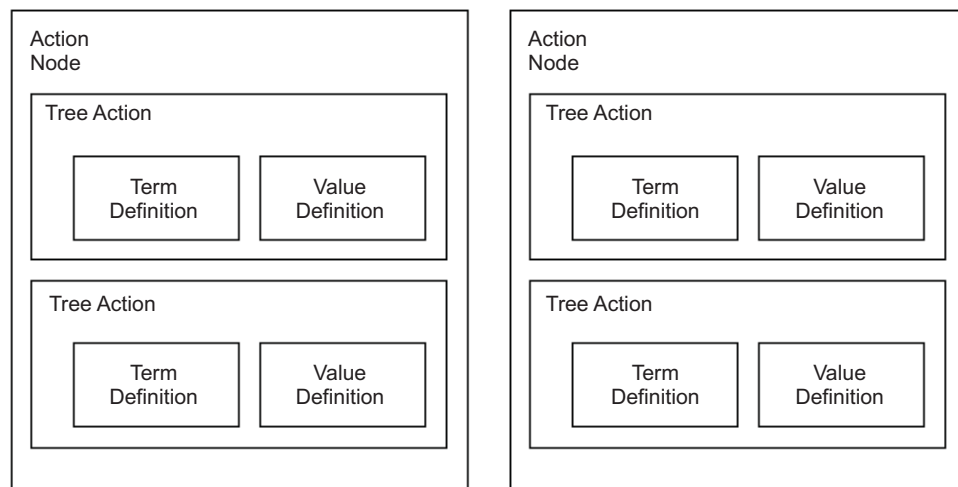 Action
Node
Tree Action
Term
Definition
Value
Definition
Tree Action
Term
Definition
Value
Definition
Action
Node
Tree Action
Term
Definition
Value
Definition
Tree Action
Term
Definition
Value
Definition